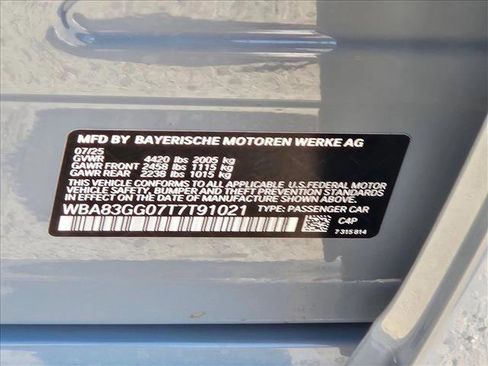 MFD BY BAYERISCHE MOTOREN WERKE AG
07/25
GVWR 4420 lbs 2005 kg
GAWR FRONT 2458 lbs 1115 kg
GAWR REAR 2238 lbs 1015 kg
THIS VEHICLE CONFORMS TO ALL APPLICABLE U.S. FEDERAL MOTOR
VEHICLE SAFETY, BUMPER AND THEFT PREVENTION STANDARDS
IN EFFECT ON THE DATE OF MANUFACTURE SHOWN ABOVE.
WBA83GG07T7T91021 TYPE: PASSENGER CAR
C4P
7 315 814